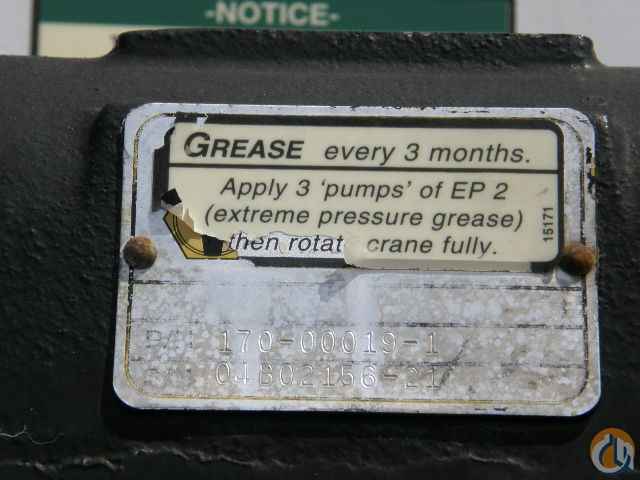 -NOTICE-
GREASE every 3 months.
Apply 3 'pumps' of EP 2
(extreme pressure grease)
then rotat crane fully.
15171
170-00019-1
04B02156-21